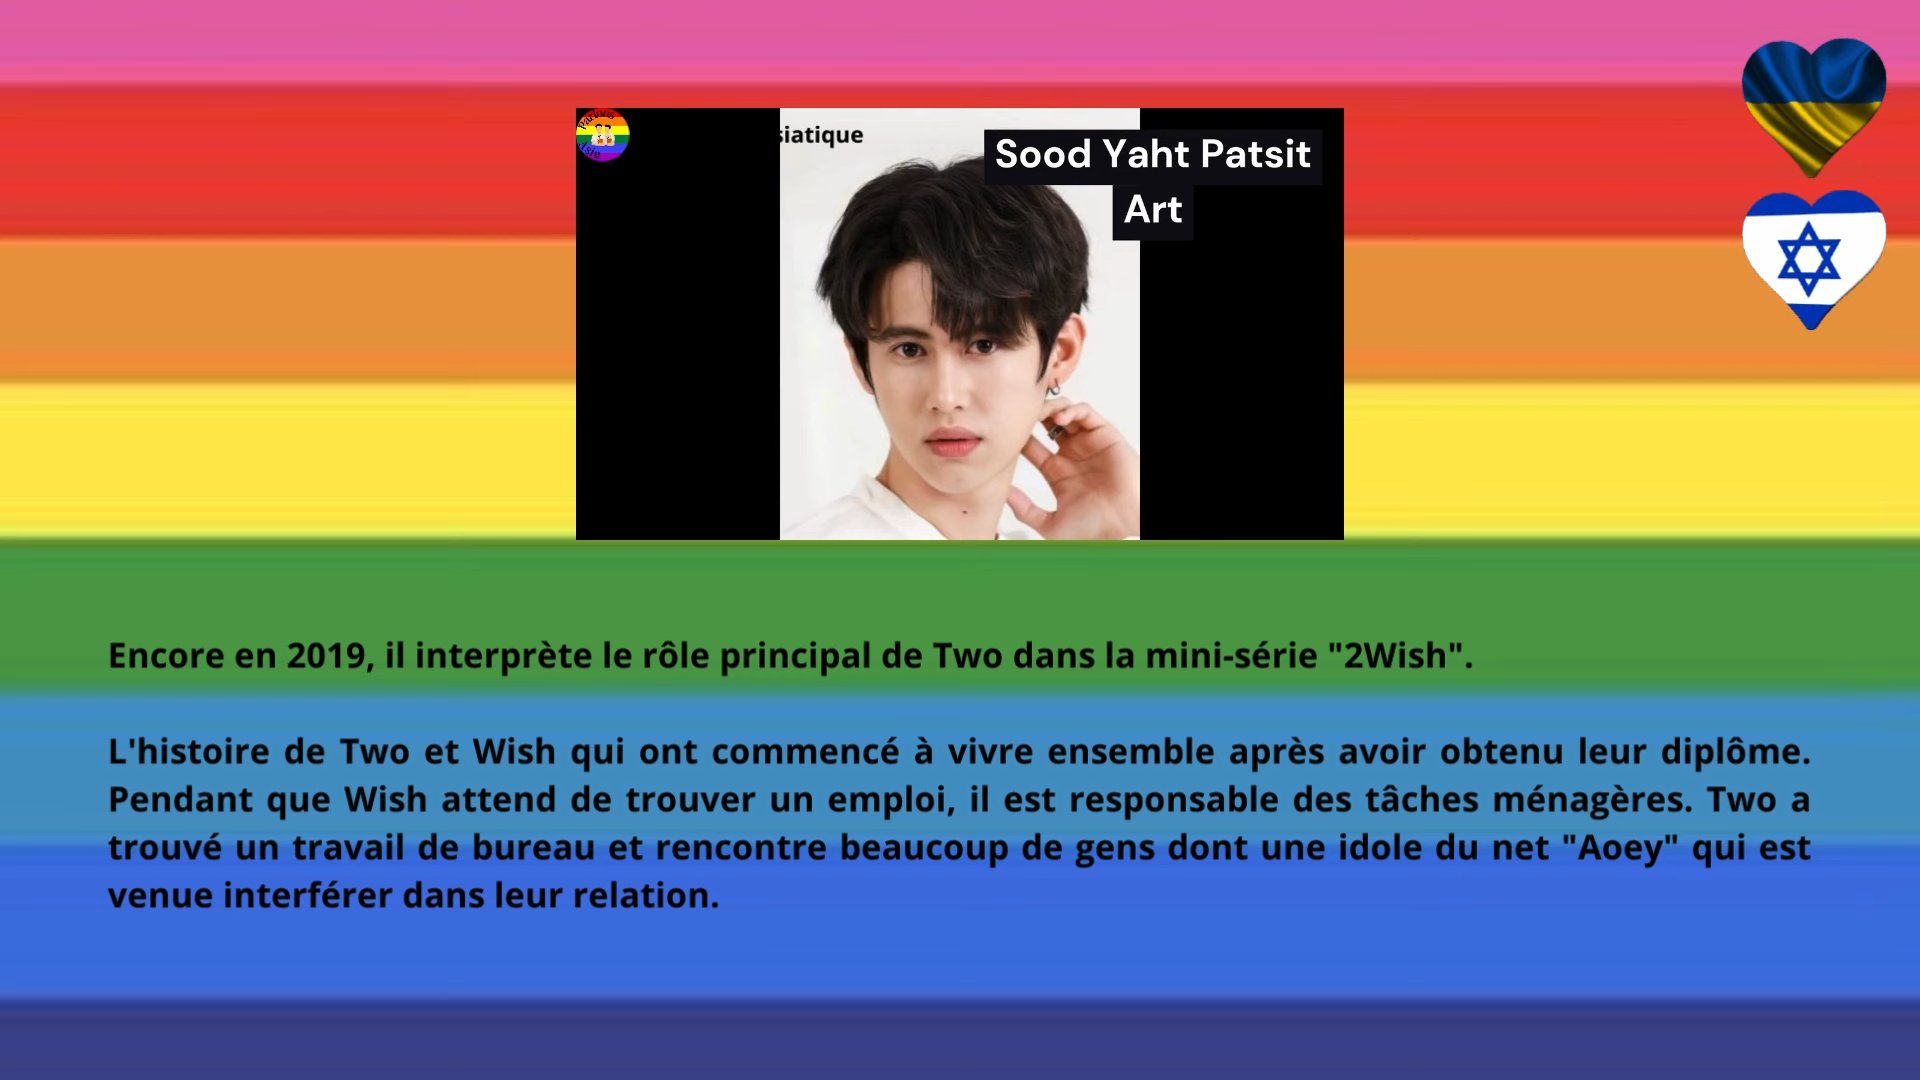 siatique
Sood Yaht Patsit
Art
Encore en 2019, il interprète le rôle principal de Two dans la mini-série "2Wish".
L'histoire de Two et Wish qui ont commencé à vivre ensemble après avoir obtenu leur diplôme.
Pendant que Wish attend de trouver un emploi, il est responsable des tâches ménagères. Two a
trouvé un travail de bureau et rencontre beaucoup de gens dont une idole du net "Aoey" qui est
venue interférer dans leur relation.